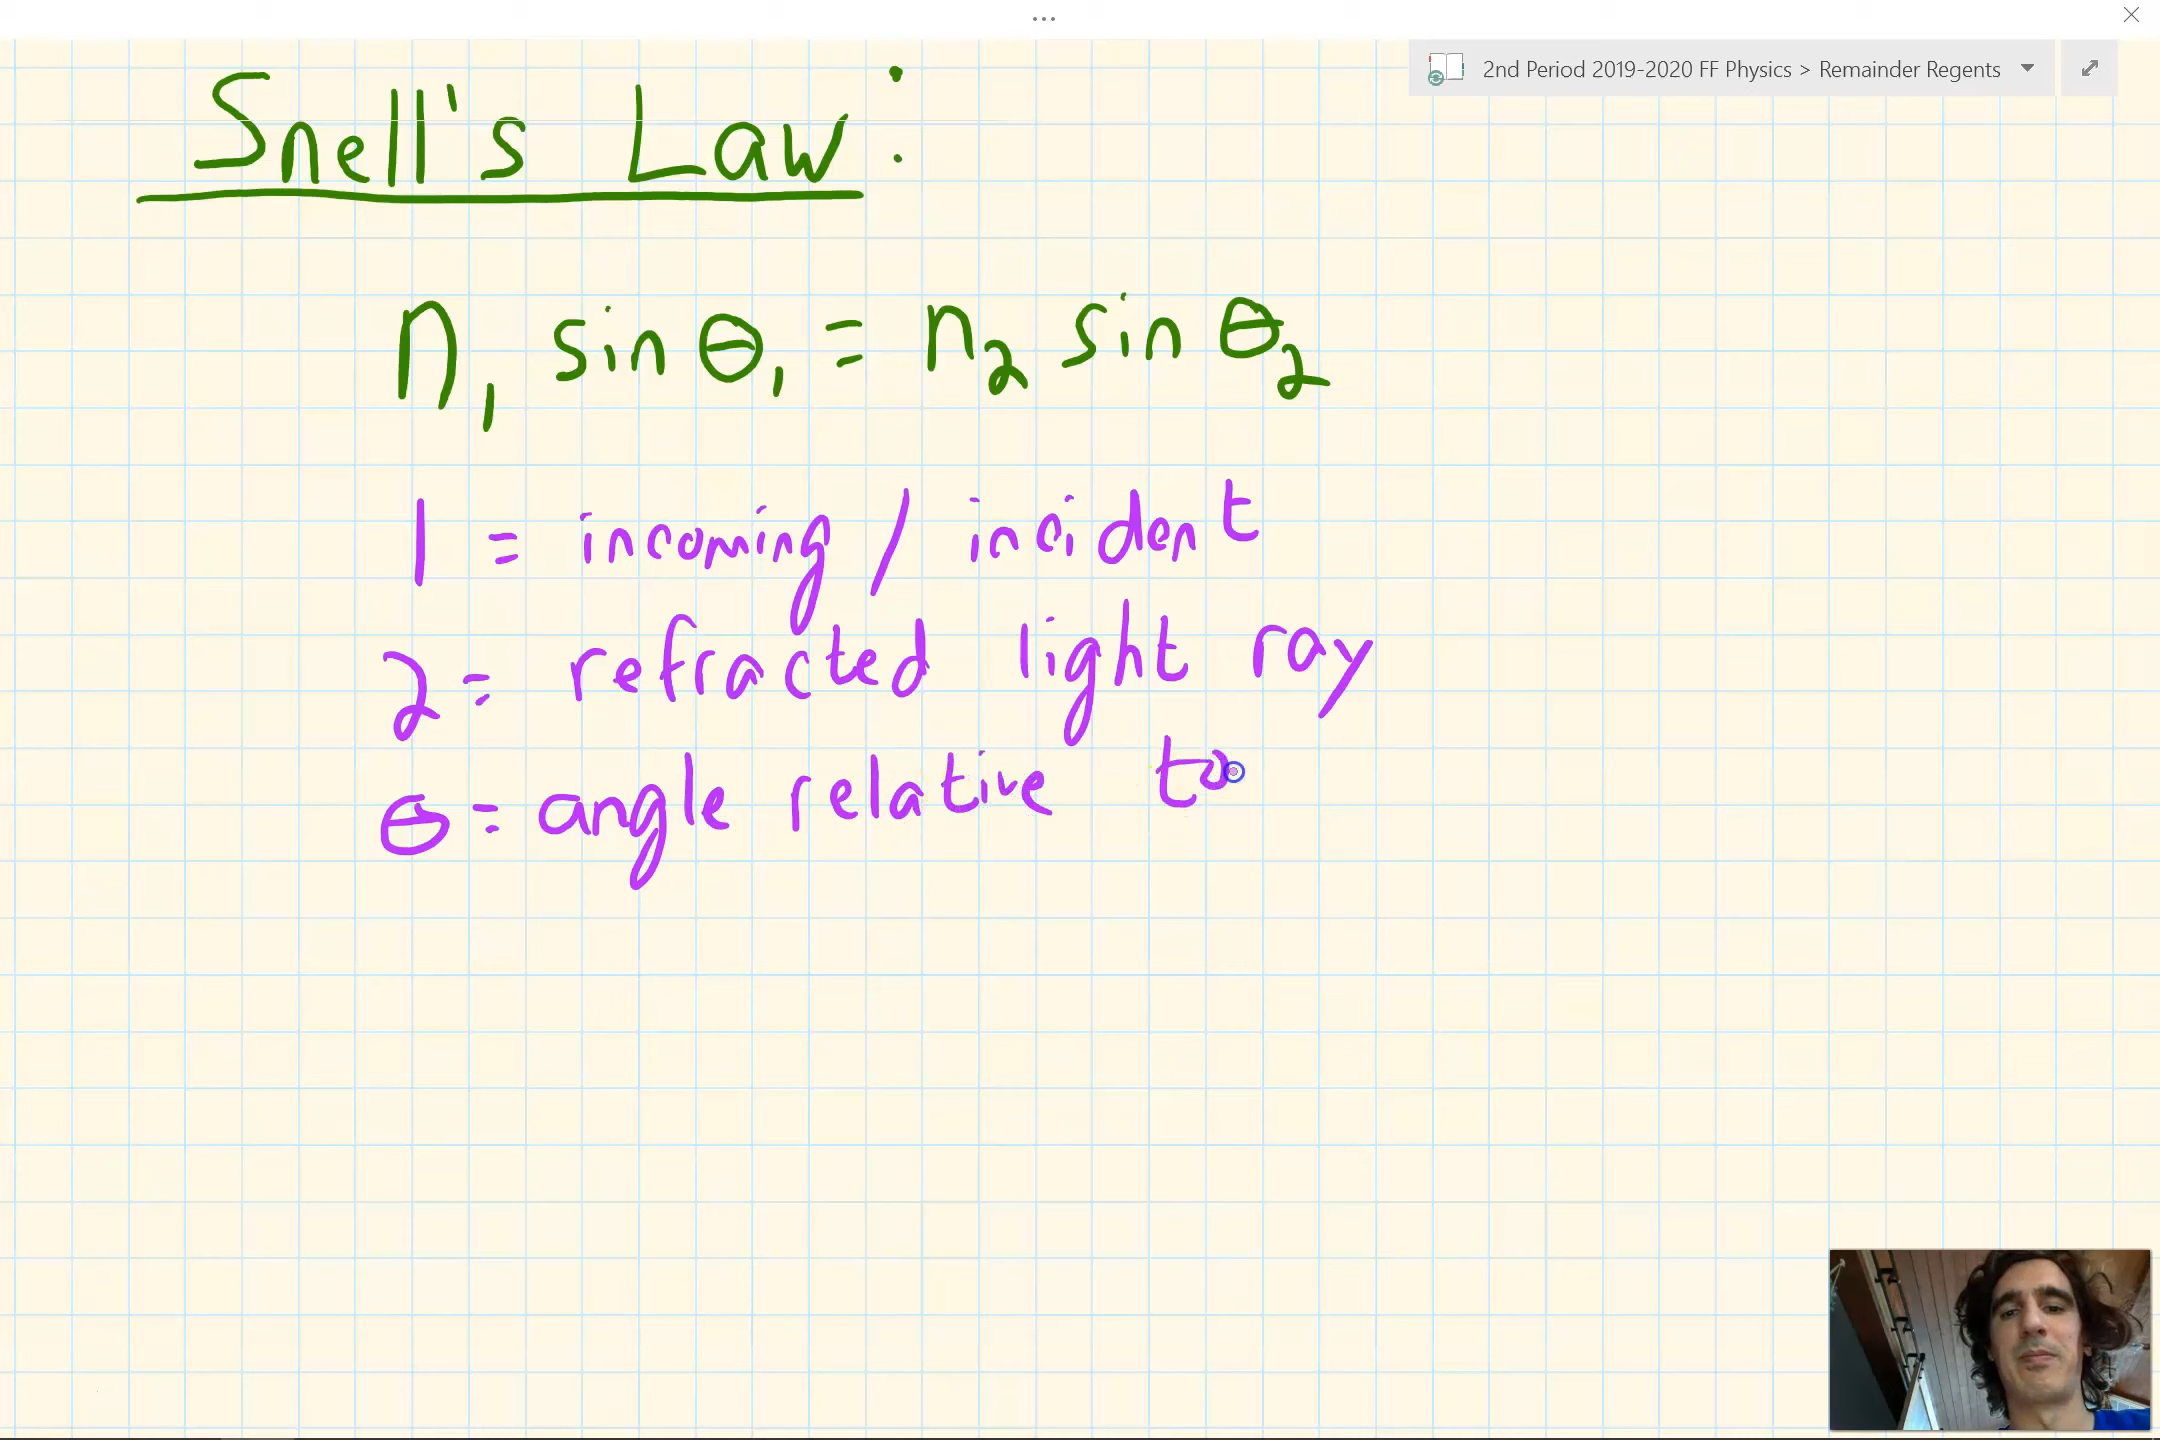 2nd Period 2019-2020 FF Physics > Remainder Regents
Snell's Law:
n₁ sin θ₁ = n₂ sin θ₂
1 = incoming / incident
2 = refracted light ray
θ = angle relative to